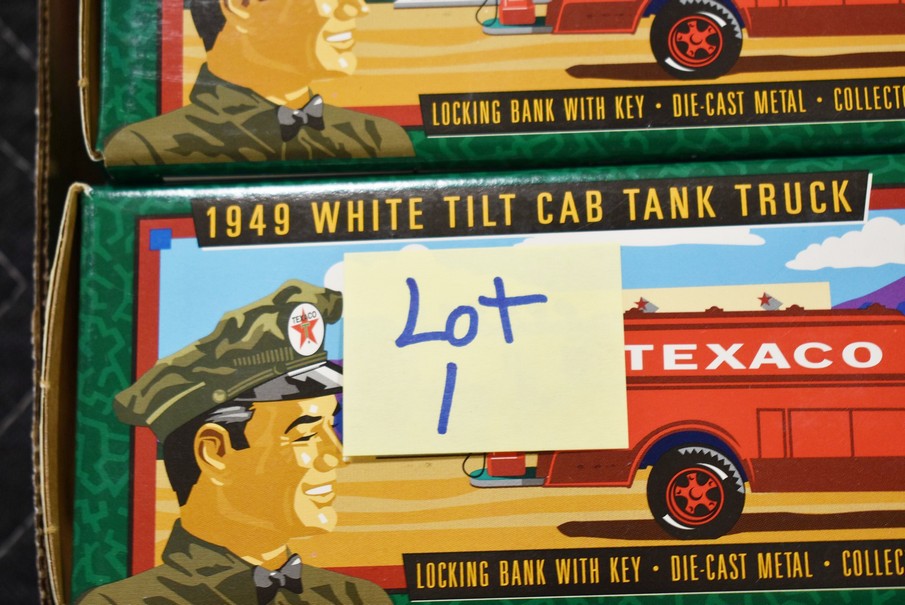 LOCKING BANK WITH KEY • DIE-CAST METAL •
1949 WHITE TILT CAB TANK TRUCK
TEXACO
Lot
1
TEXACO
LOCKING BANK WITH KEY • DIE-CAST METAL •